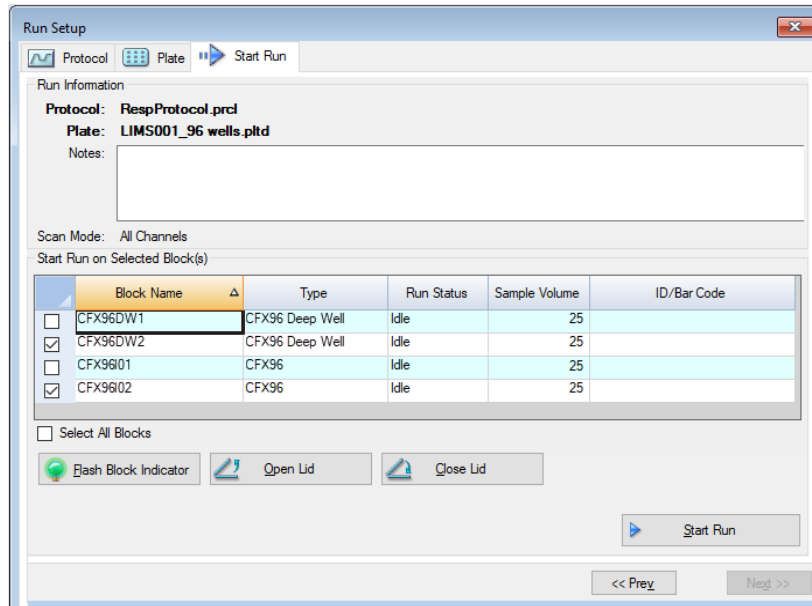 Run Setup
Protocol Plate Start Run
Run Information
Protocol: RespProtocol.prcl
Plate: LIMS001_96 wells.pltd
Notes:
Scan Mode: All Channels
Start Run on Selected Block(s)
Block Name Type Run Status Sample Volume ID/Bar Code
CFX96DW1 CFX96 Deep Well Idle 25
CFX96DW2 CFX96 Deep Well Idle 25
CFX96I01 CFX96 Idle 25
CFX96I02 CFX96 Idle 25
Select All Blocks
Flash Block Indicator Open Lid Close Lid
Start Run
<< Prev Next >>